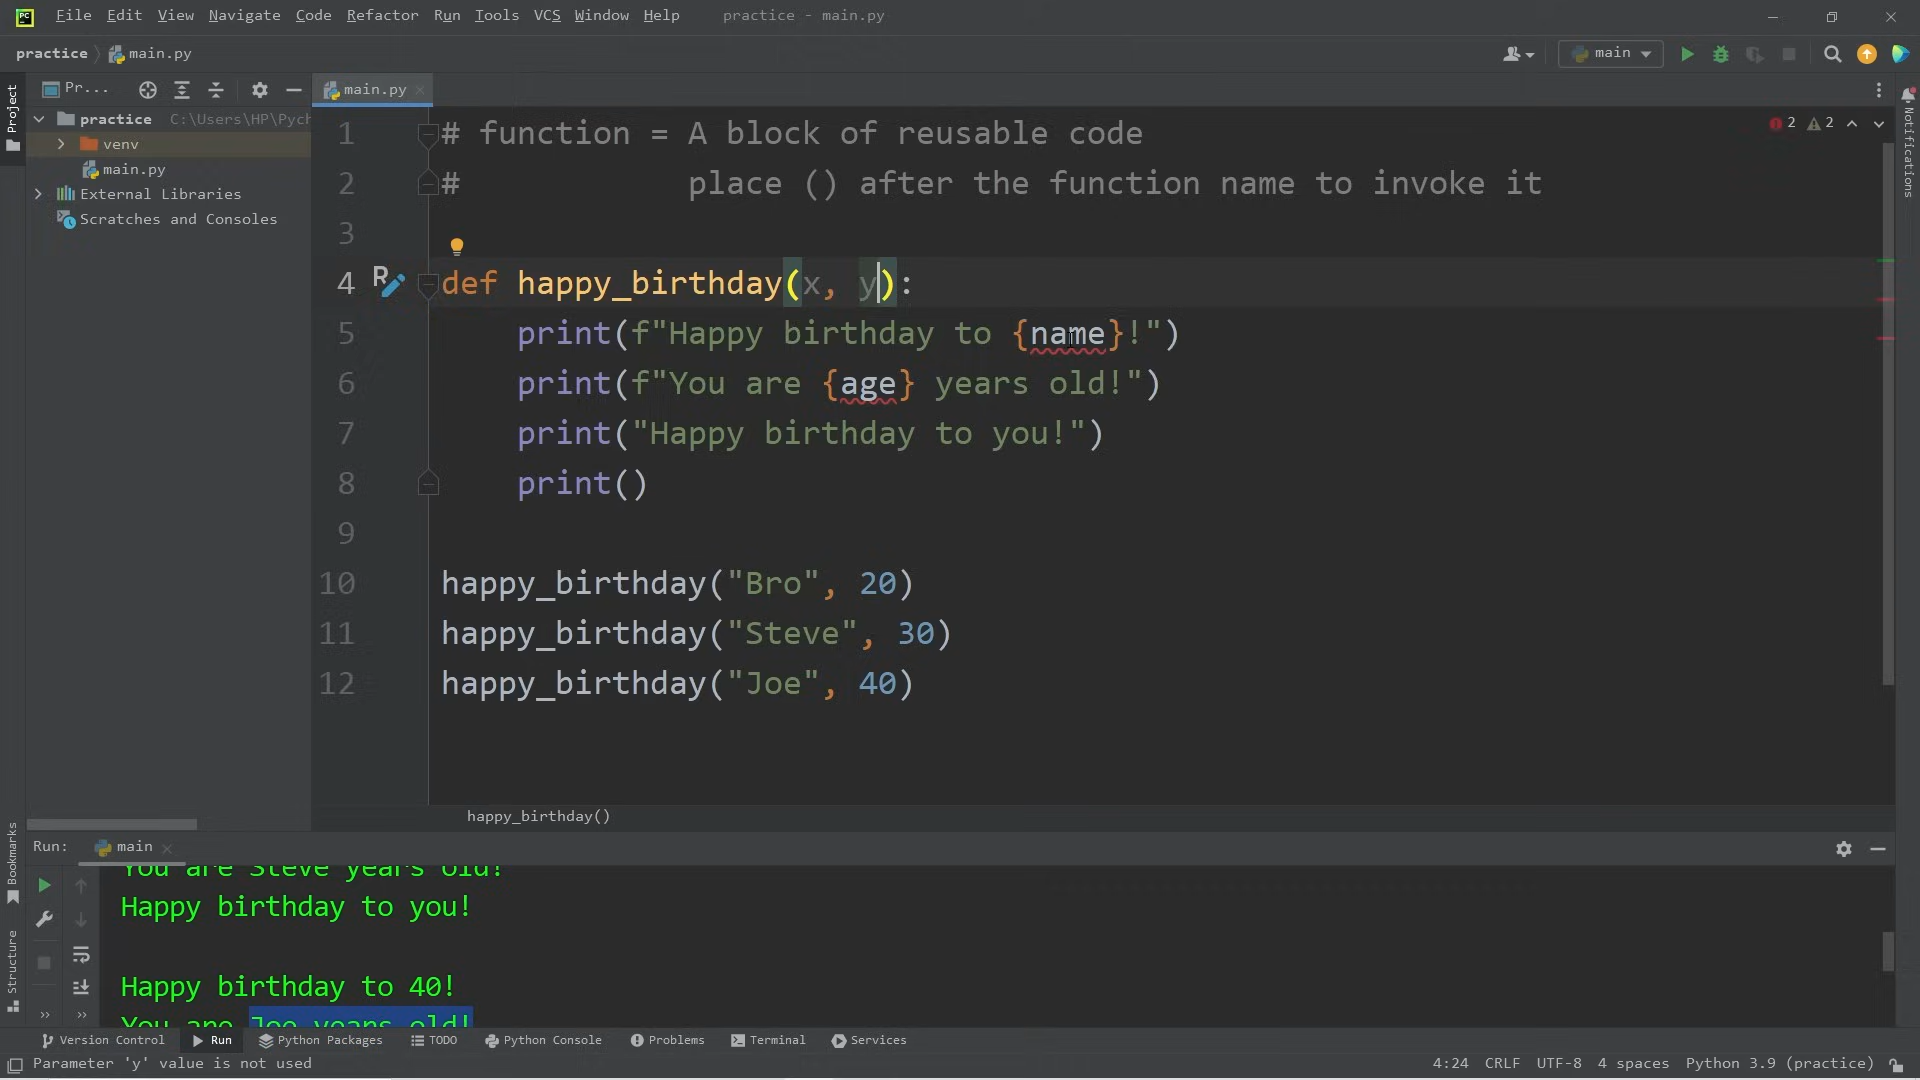 PC File Edit View Navigate Code Refactor Run Tools VCS Window Help practice - main.py
practice main.py main
Project Pr... main.py Notifications
practice C:\Users\HP\Pych
venv
main.py
External Libraries
Scratches and Consoles
2 2
1 # function = A block of reusable code
2 # place () after the function name to invoke it
3
4 def happy_birthday(x, y):
5 print(f"Happy birthday to {name}!")
6 print(f"You are {age} years old!")
7 print("Happy birthday to you!")
8 print()
9
10 happy_birthday("Bro", 20)
11 happy_birthday("Steve", 30)
12 happy_birthday("Joe", 40)
happy_birthday()
Bookmarks
Structure
Run: main
You are Steve years old!
Happy birthday to you!
Happy birthday to 40!
You are Joe years old!
Version Control Run Python Packages TODO Python Console Problems Terminal Services
Parameter 'y' value is not used 4:24 CRLF UTF-8 4 spaces Python 3.9 (practice)